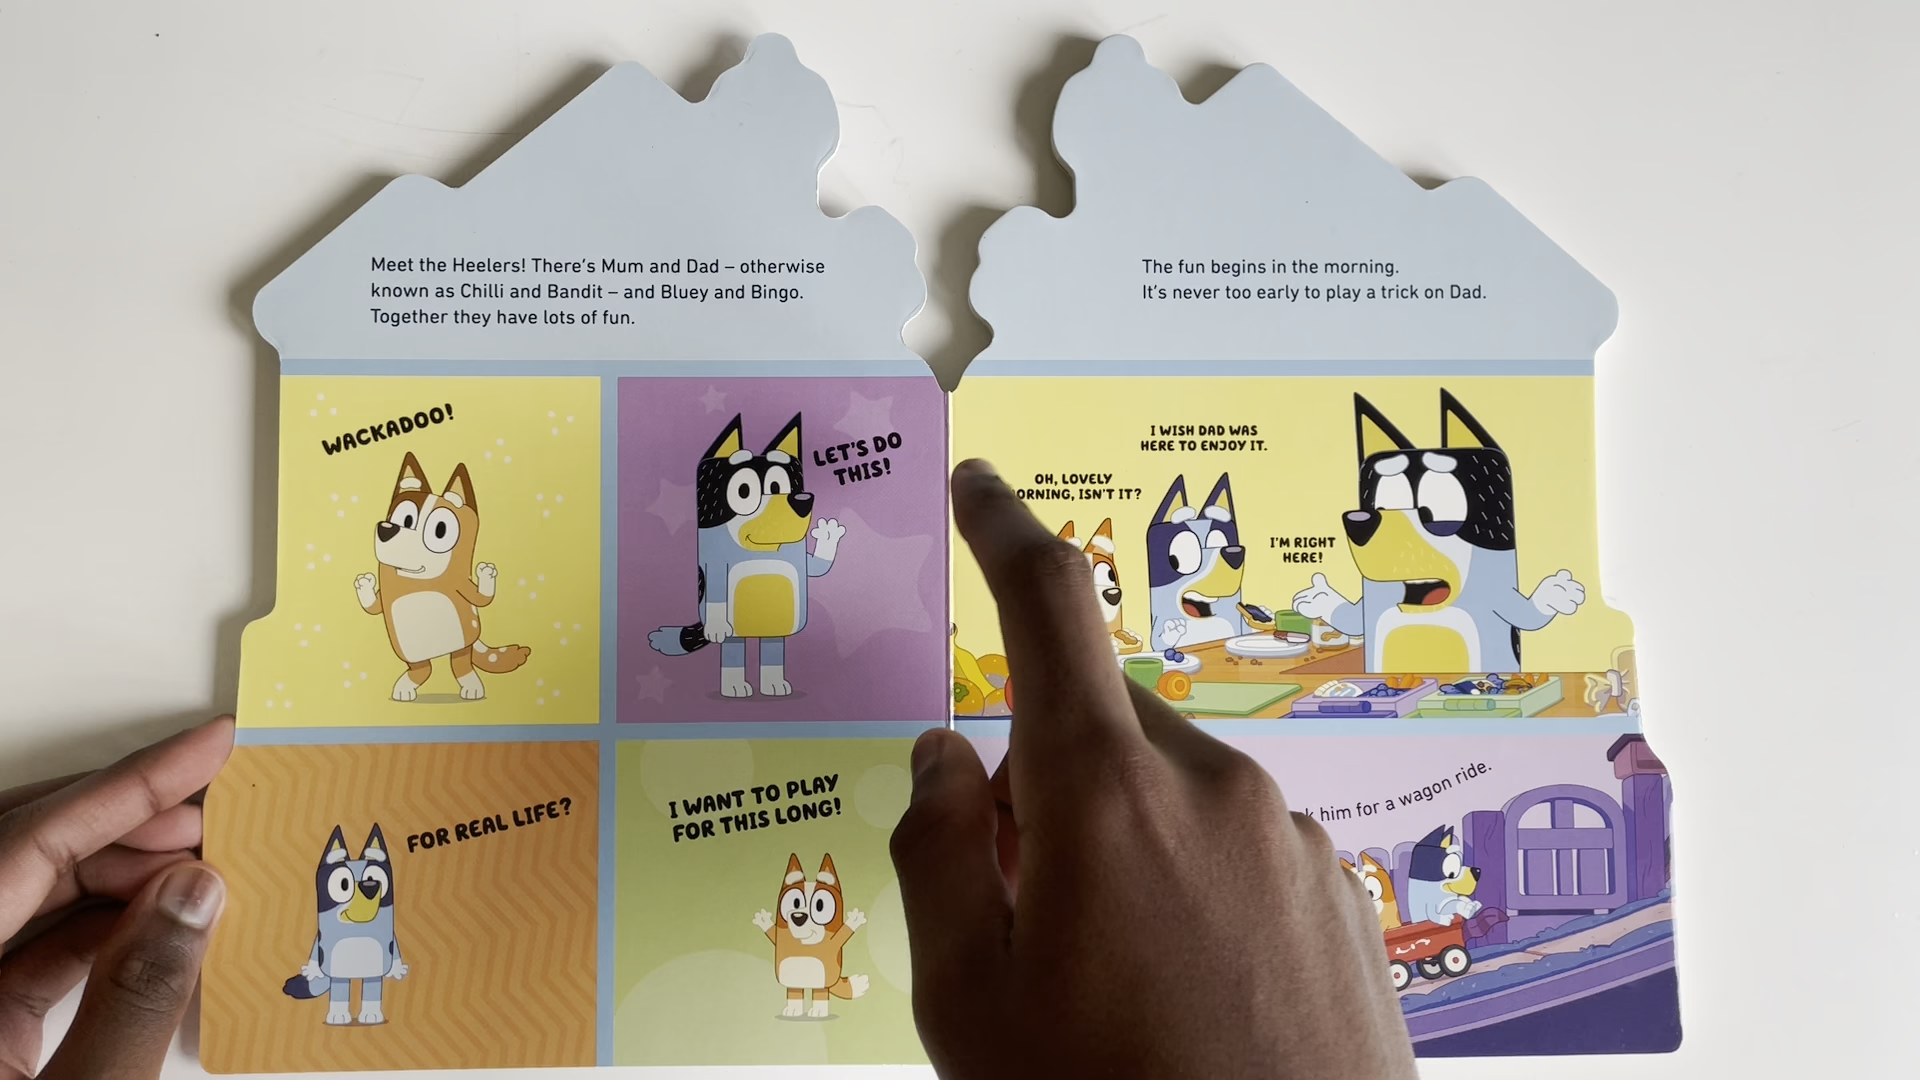 Meet the Heelers! There's Mum and Dad – otherwise
known as Chilli and Bandit – and Bluey and Bingo.
Together they have lots of fun.
WACKADOO!
LET'S DO
THIS!
FOR REAL LIFE?
I WANT TO PLAY
FOR THIS LONG!
The fun begins in the morning.
It's never too early to play a trick on Dad.
I WISH DAD WAS
HERE TO ENJOY IT.
OH, LOVELY
ISN'T IT?
I'M RIGHT
HERE!
him for a wagon ride.